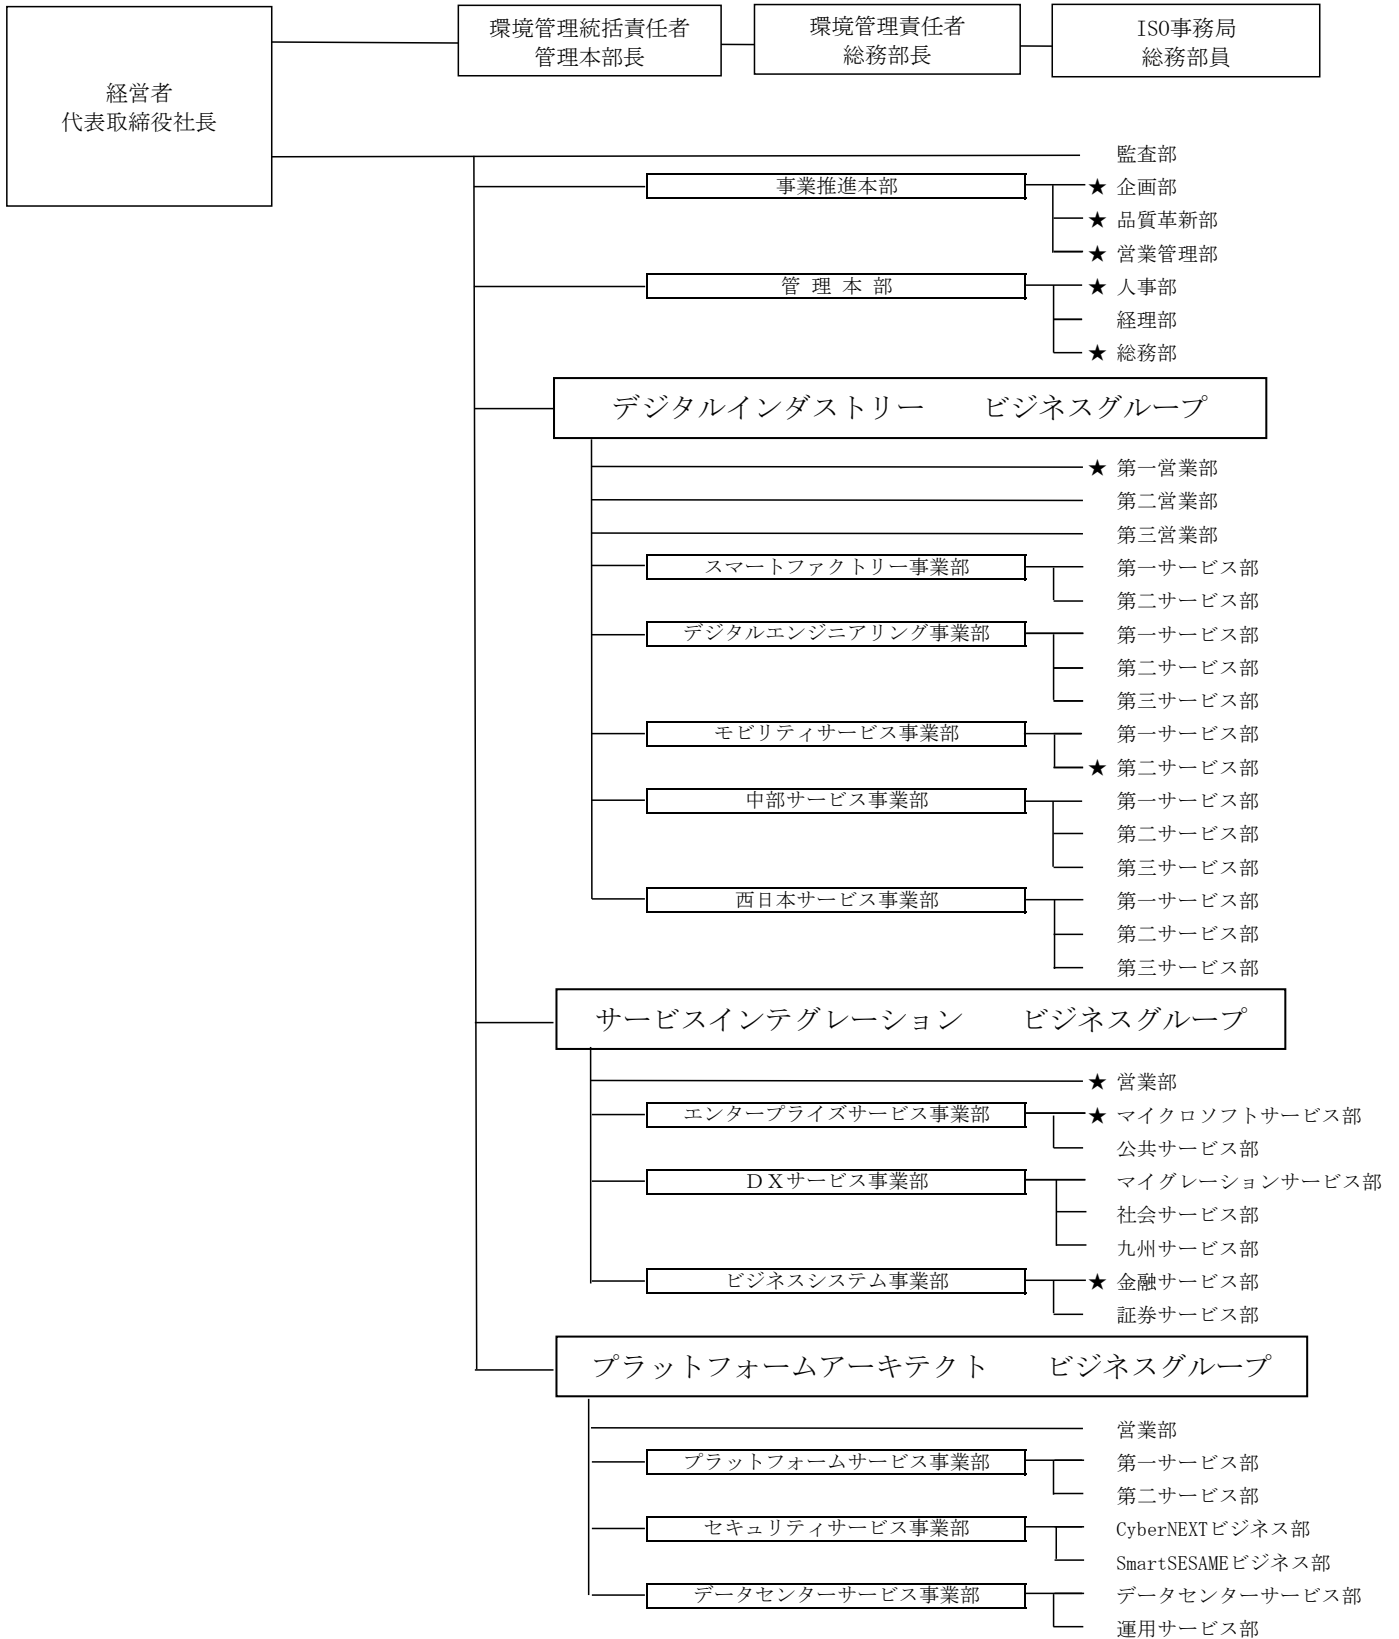 環境管理統括責任者
管理本部長
環境管理責任者
総務部長
ISO事務局
総務部員
経営者
代表取締役社長
監査部
事業推進本部
★ 企画部
★ 品質革新部
★ 営業管理部
管 理 本 部
★ 人事部
経理部
★ 総務部
デジタルインダストリー　　ビジネスグループ
★ 第一営業部
第二営業部
第三営業部
スマートファクトリー事業部
第一サービス部
第二サービス部
デジタルエンジニアリング事業部
第一サービス部
第二サービス部
第三サービス部
モビリティサービス事業部
第一サービス部
★ 第二サービス部
中部サービス事業部
第一サービス部
第二サービス部
第三サービス部
西日本サービス事業部
第一サービス部
第二サービス部
第三サービス部
サービスインテグレーション　　ビジネスグループ
★ 営業部
エンタープライズサービス事業部
★ マイクロソフトサービス部
公共サービス部
ＤＸサービス事業部
マイグレーションサービス部
社会サービス部
九州サービス部
ビジネスシステム事業部
★ 金融サービス部
証券サービス部
プラットフォームアーキテクト　　ビジネスグループ
営業部
プラットフォームサービス事業部
第一サービス部
第二サービス部
セキュリティサービス事業部
CyberNEXTビジネス部
SmartSESAMEビジネス部
データセンターサービス事業部
データセンターサービス部
運用サービス部